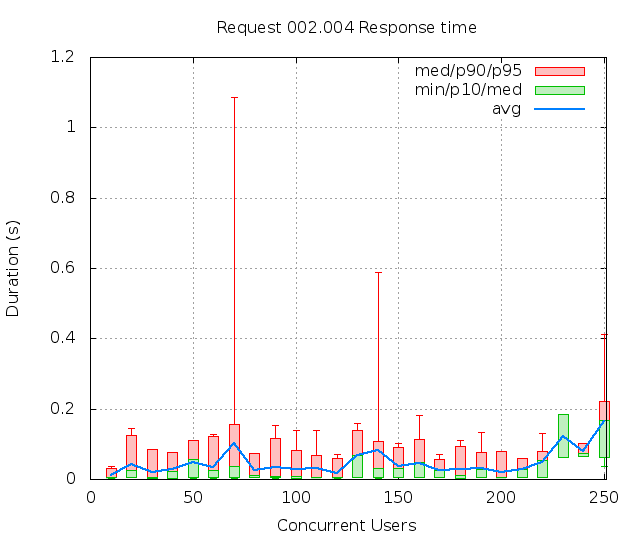 Request 002.004 Response time
med/p90/p95
min/p10/med
avg
1.2
1
0.8
0.6
0.4
0.2
0
Duration (s)
0 50 100 150 200 250
Concurrent Users